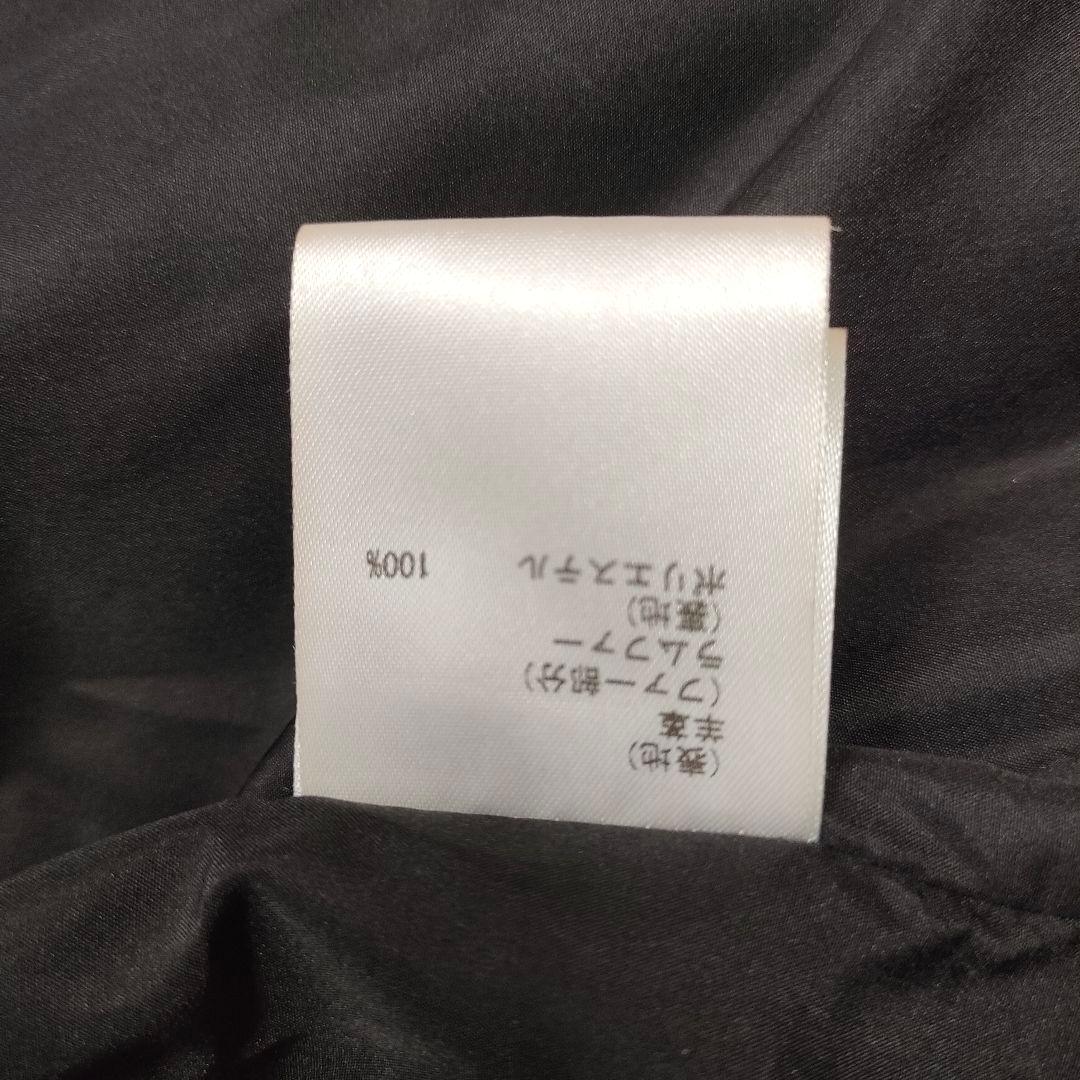 (表地)
羊革
(ファー部分)
ラムファー
(裏地)
ポリエステル 100%